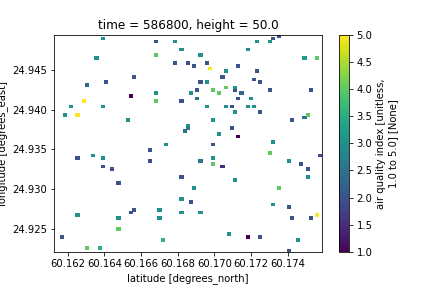 time = 586800, height = 50.0
24.945
24.940
24.935
24.930
24.925
longitude [degrees_east]
60.162 60.164 60.166 60.168 60.170 60.172 60.174
latitude [degrees_north]
5.0
4.5
4.0
3.5
3.0
2.5
2.0
1.5
1.0
air quality index [unitless,
1.0 to 5.0] [None]